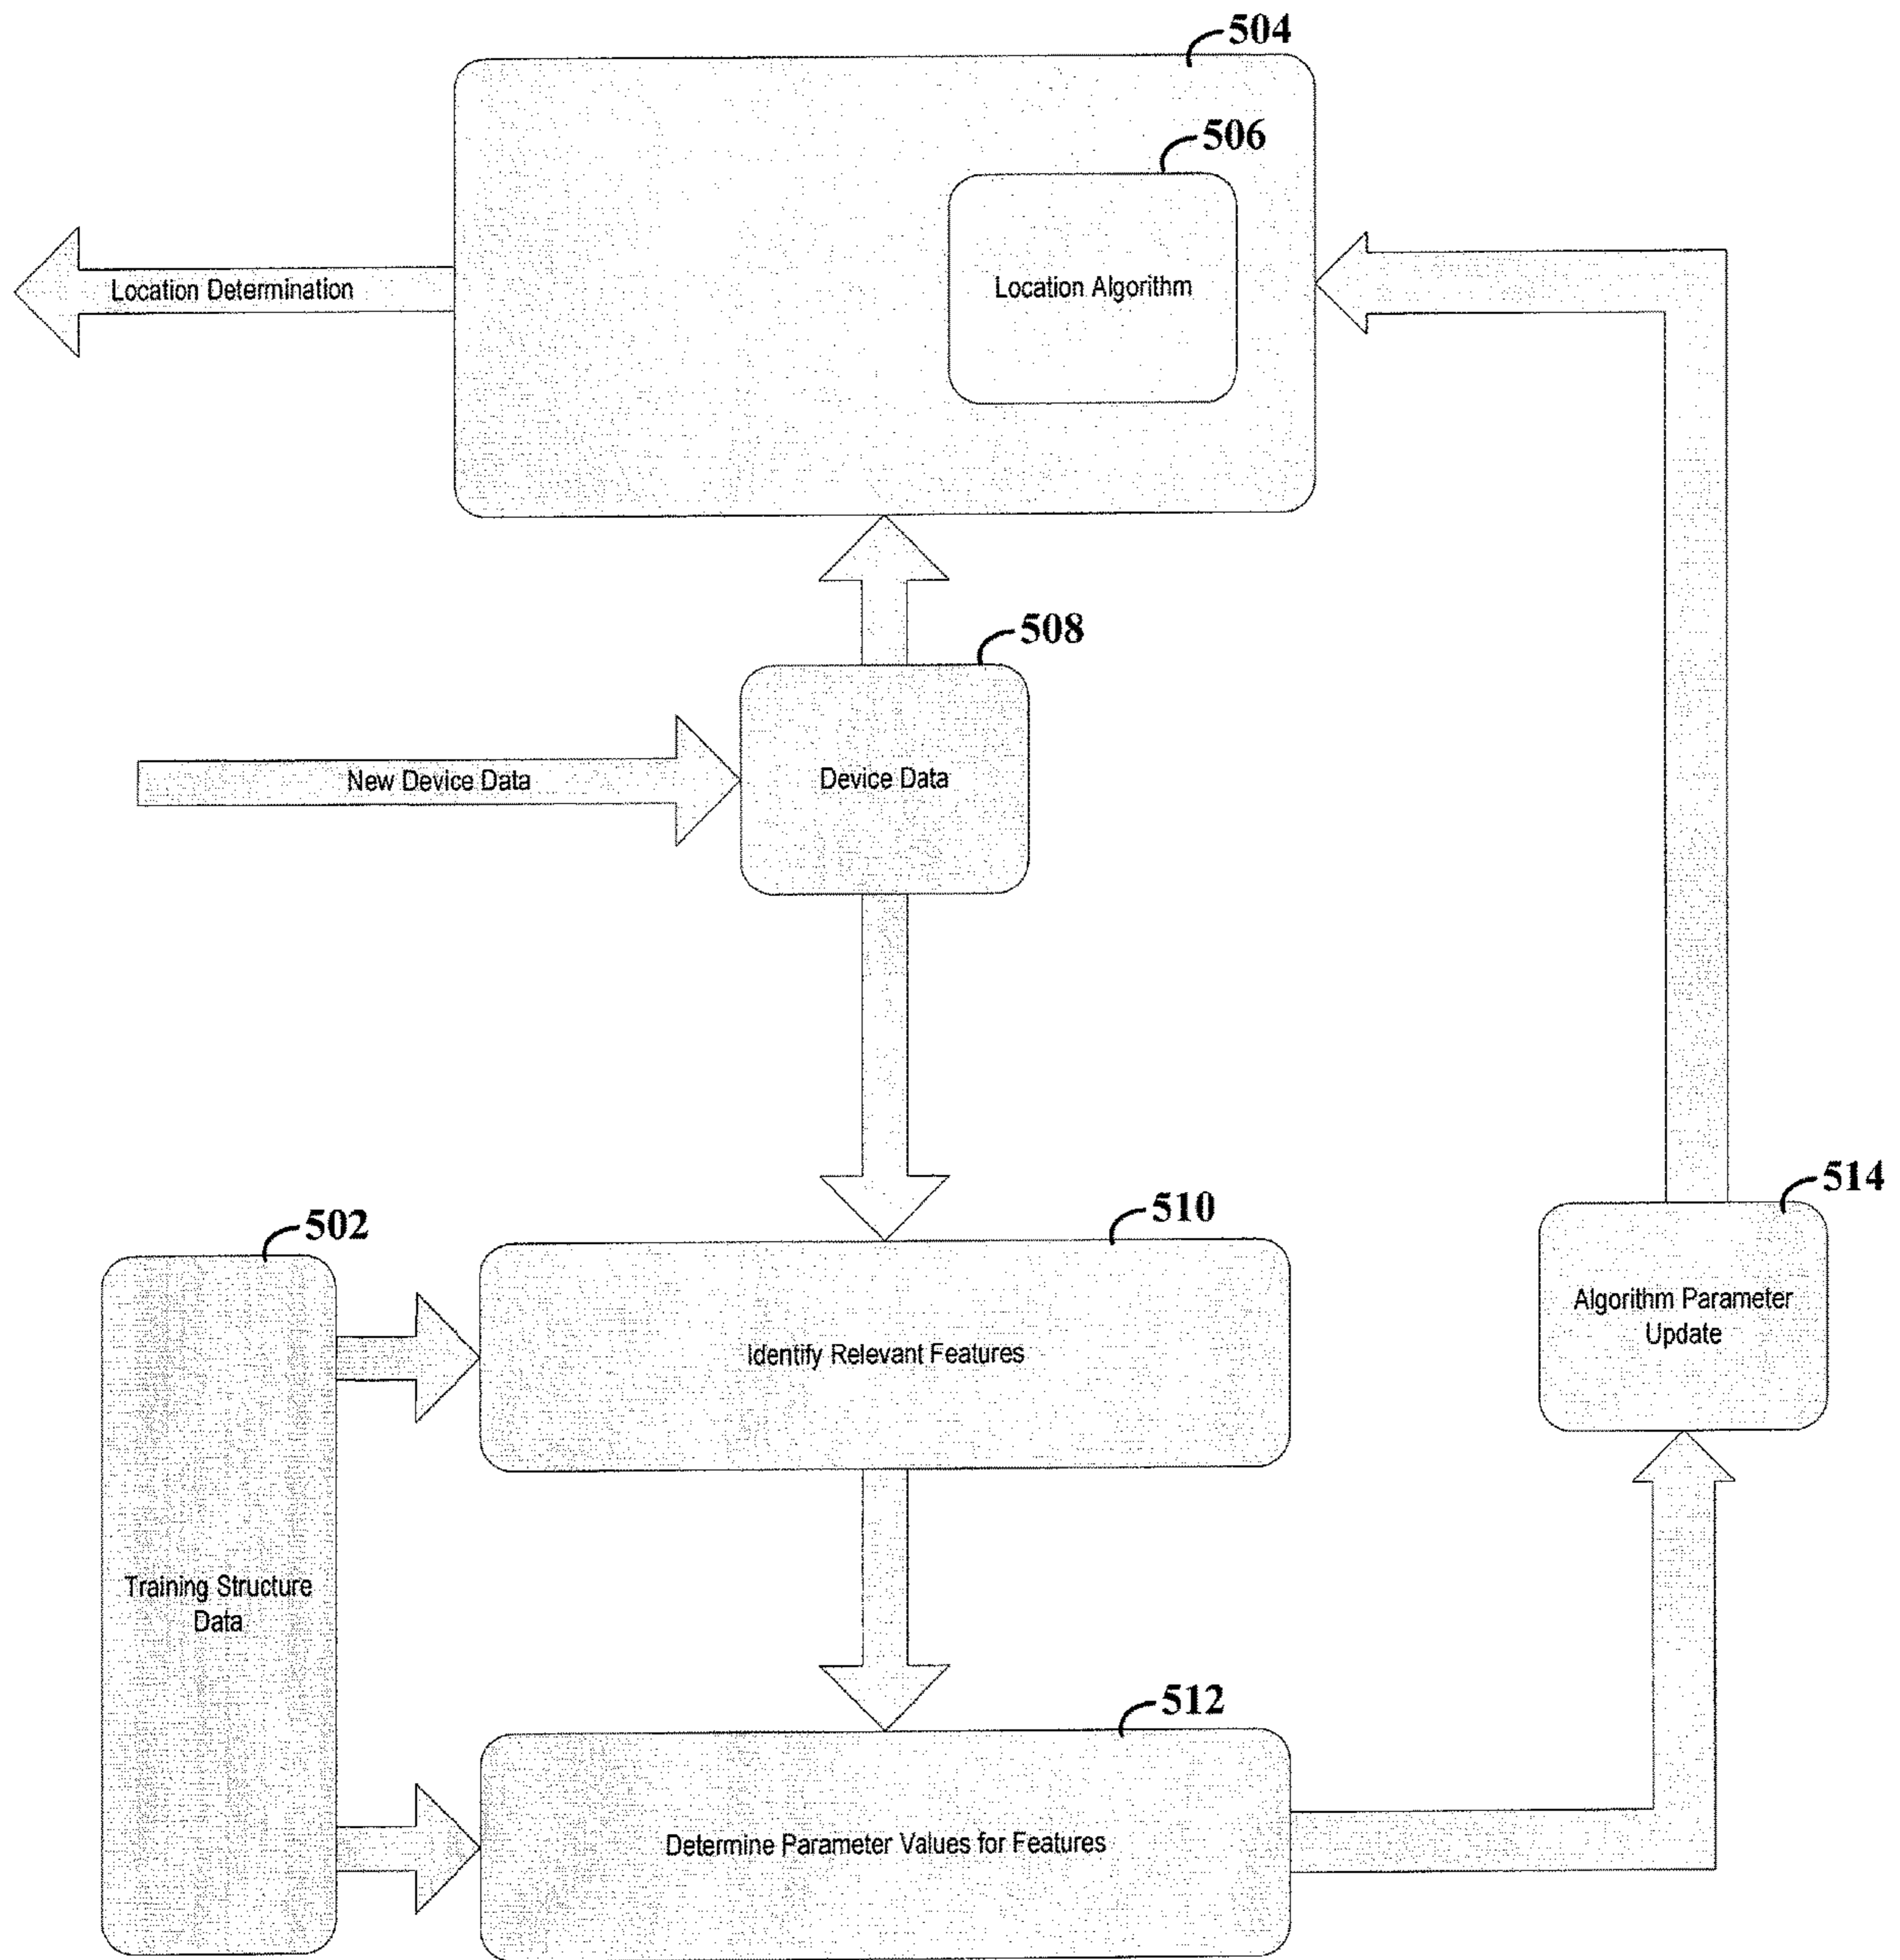 504
506
Location Algorithm
Location Determination
508
New Device Data
Device Data
514
510
502
Algorithm Parameter
Update
Identify Relevant Features
Training Structure
Data
512
Determine Parameter Values for Features